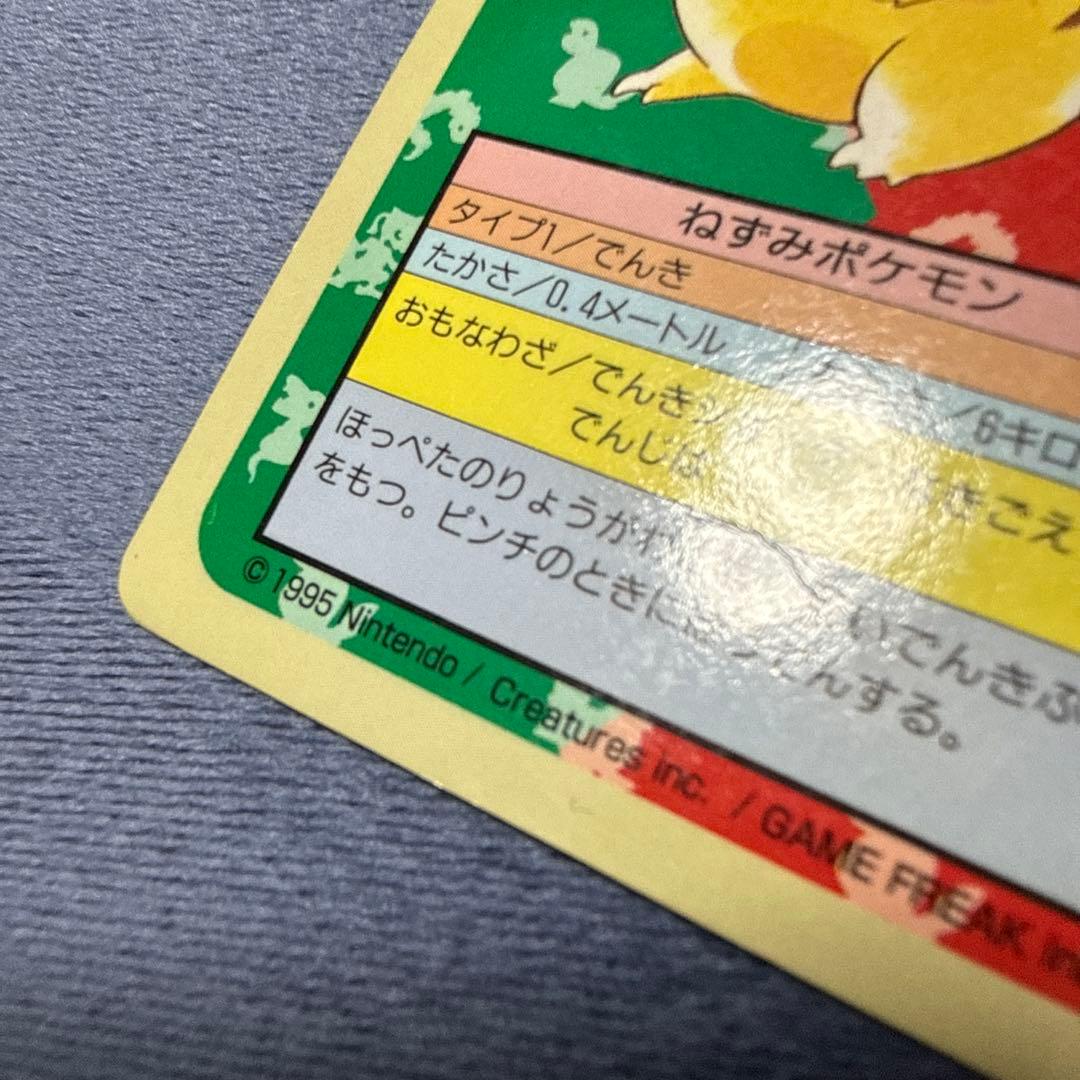 ねずみポケモン
タイプ1/でんき
たかさ/0.4メートル /6キロ
おもなわざ/でんき きごえ
でんじは
ほっぺたのりょうがわ いでんきぶ
をもつ。ピンチのときに する。
© 1995 Nintendo / Creatures inc. / GAME FREAK in